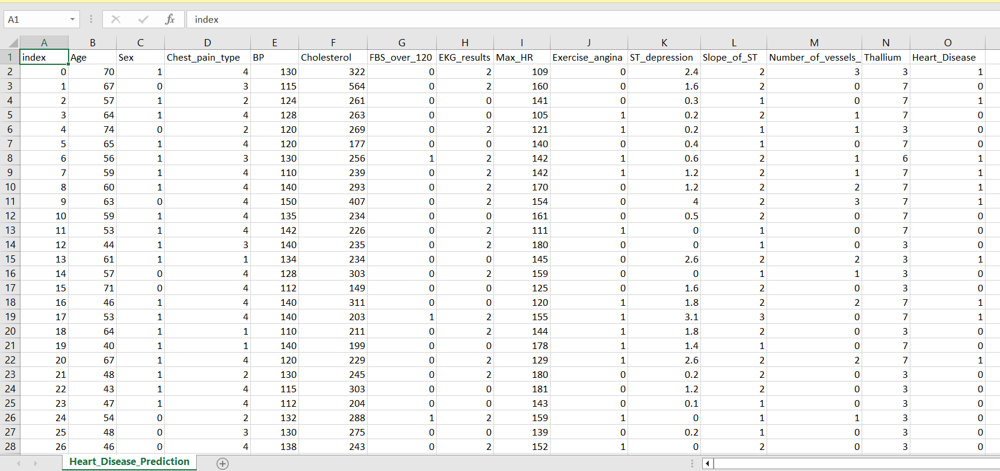 A1 fx index
A B C D E F G H I J K L M N O
1 index Age Sex Chest_pain_type BP Cholesterol FBS_over_120 EKG_results Max_HR Exercise_angina ST_depression Slope_of_ST Number_of_vessels_ Thallium Heart_Disease
2 0 70 1 4 130 322 0 2 109 0 2.4 2 3 3 1
3 1 67 0 3 115 564 0 2 160 0 1.6 2 0 7 0
4 2 57 1 2 124 261 0 0 141 0 0.3 1 0 7 1
5 3 64 1 4 128 263 0 0 105 1 0.2 2 1 7 0
6 4 74 0 2 120 269 0 2 121 1 0.2 1 1 3 0
7 5 65 1 4 120 177 0 0 140 0 0.4 1 0 7 0
8 6 56 1 3 130 256 1 2 142 1 0.6 2 1 6 1
9 7 59 1 4 110 239 0 2 142 1 1.2 2 1 7 1
10 8 60 1 4 140 293 0 2 170 0 1.2 2 2 7 1
11 9 63 0 4 150 407 0 2 154 0 4 2 3 7 1
12 10 59 1 4 135 234 0 0 161 0 0.5 2 0 7 0
13 11 53 1 4 142 226 0 2 111 1 0 1 0 7 0
14 12 44 1 3 140 235 0 2 180 0 0 1 0 3 0
15 13 61 1 1 134 234 0 0 145 0 2.6 2 2 3 1
16 14 57 0 4 128 303 0 2 159 0 0 1 1 3 0
17 15 71 0 4 112 149 0 0 125 0 1.6 2 0 3 0
18 16 46 1 4 140 311 0 0 120 1 1.8 2 2 7 1
19 17 53 1 4 140 203 1 2 155 1 3.1 3 0 7 1
20 18 64 1 1 110 211 0 2 144 1 1.8 2 0 3 0
21 19 40 1 1 140 199 0 0 178 1 1.4 1 0 7 0
22 20 67 1 4 120 229 0 2 129 1 2.6 2 2 7 1
23 21 48 1 2 130 245 0 2 180 0 0.2 2 0 3 0
24 22 43 1 4 115 303 0 0 181 0 1.2 2 0 3 0
25 23 47 1 4 112 204 0 0 143 0 0.1 1 0 3 0
26 24 54 0 2 132 288 1 2 159 1 0 1 1 3 0
27 25 48 0 3 130 275 0 0 139 0 0.2 1 0 3 0
28 26 46 0 4 138 243 0 2 152 1 0 2 0 3 0
Heart_Disease_Prediction